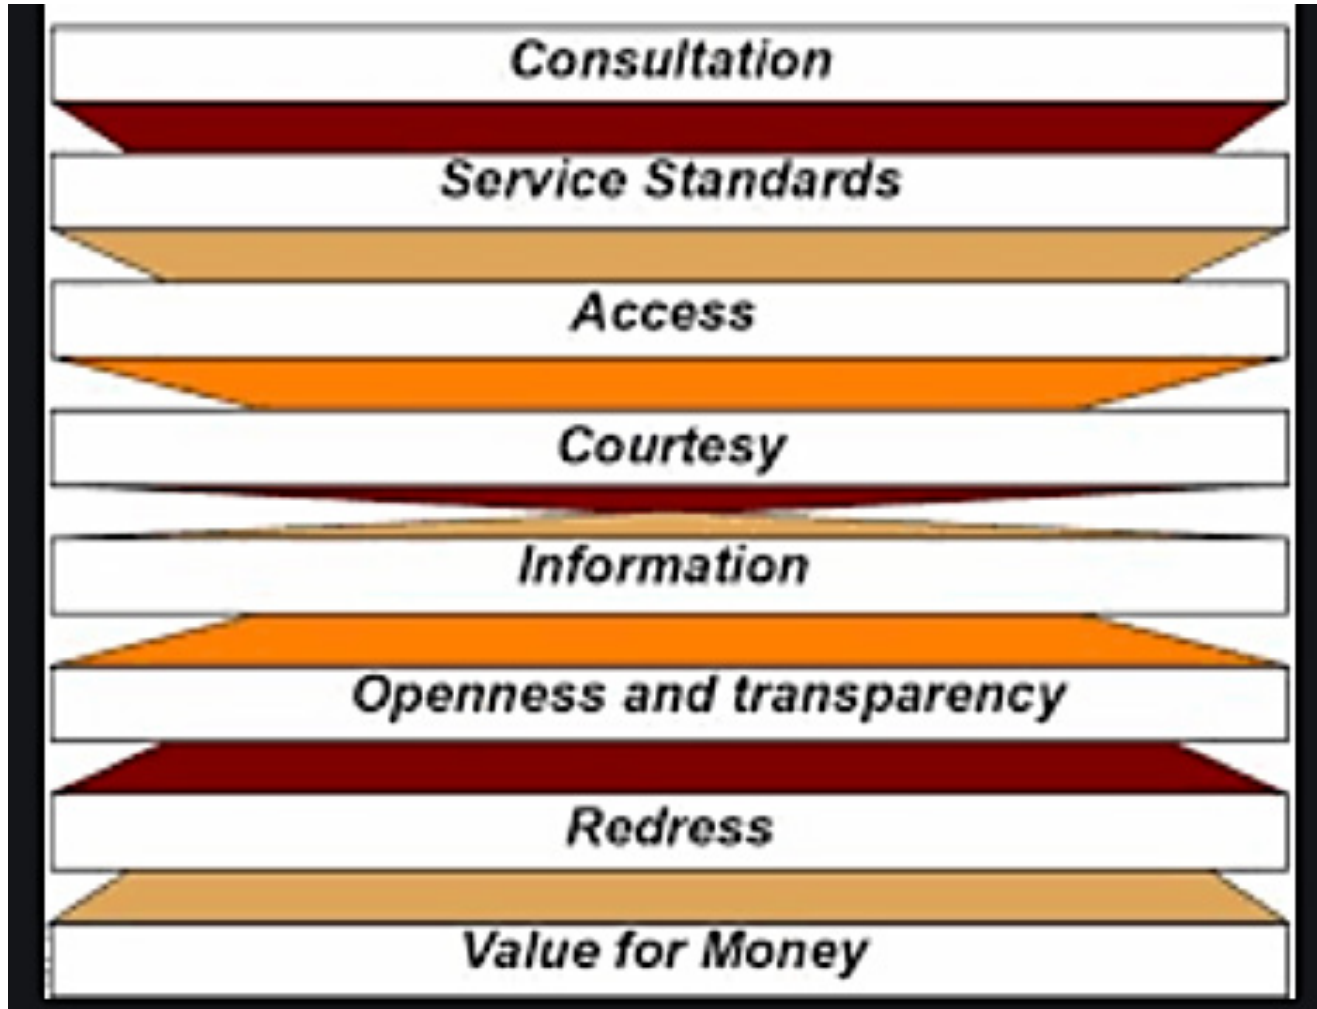 Consultation
Service Standards
Access
Courtesy
Information
Openness and transparency
Redress
Value for Money